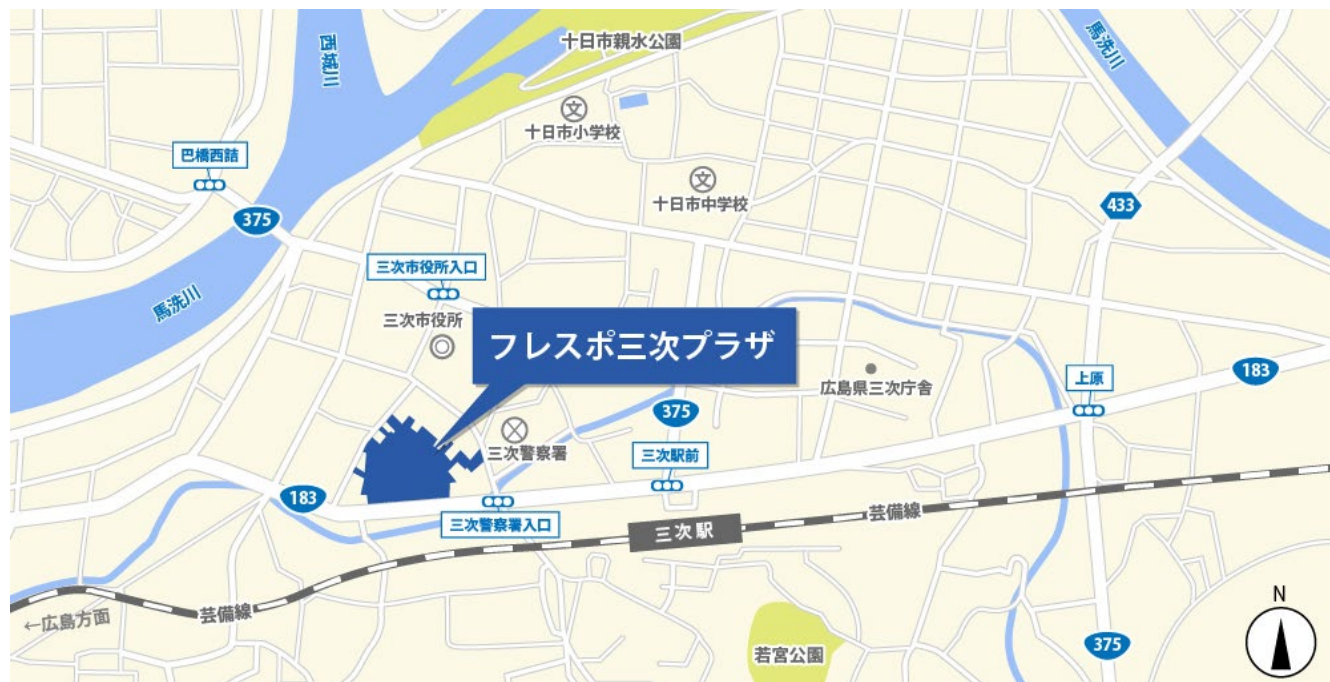 十日市親水公園
西城川
馬洗川
文
十日市小学校
巴橋西詰
文
十日市中学校
375
433
三次市役所入口
馬洗川
三次市役所
フレスポ三次プラザ
広島県三次庁舎
上原
183
375
三次警察署
三次駅前
183
三次警察署入口
三次駅
芸備線
芸備線
←広島方面
N
若宮公園
375